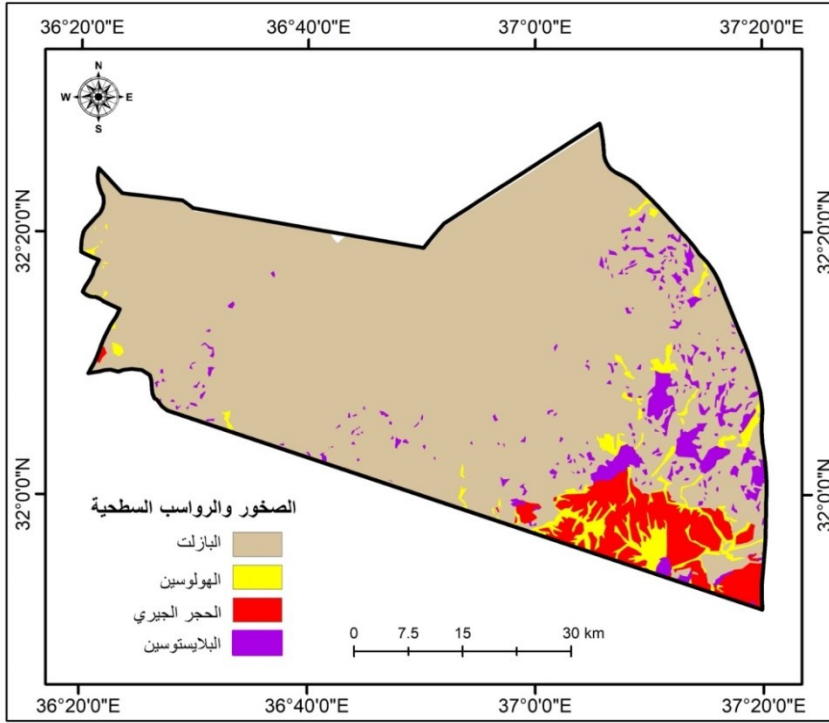 36°20'0"E 36°40'0"E 37°0'0"E 37°20'0"E
N
W E
S
32°20'0"N 32°20'0"N
32°0'0"N 32°0'0"N
الصخور والرواسب السطحية
البازلت
الهولوسين
الحجر الجيري
البلايستوسين
0 7.5 15 30 km
36°20'0"E 36°40'0"E 37°0'0"E 37°20'0"E